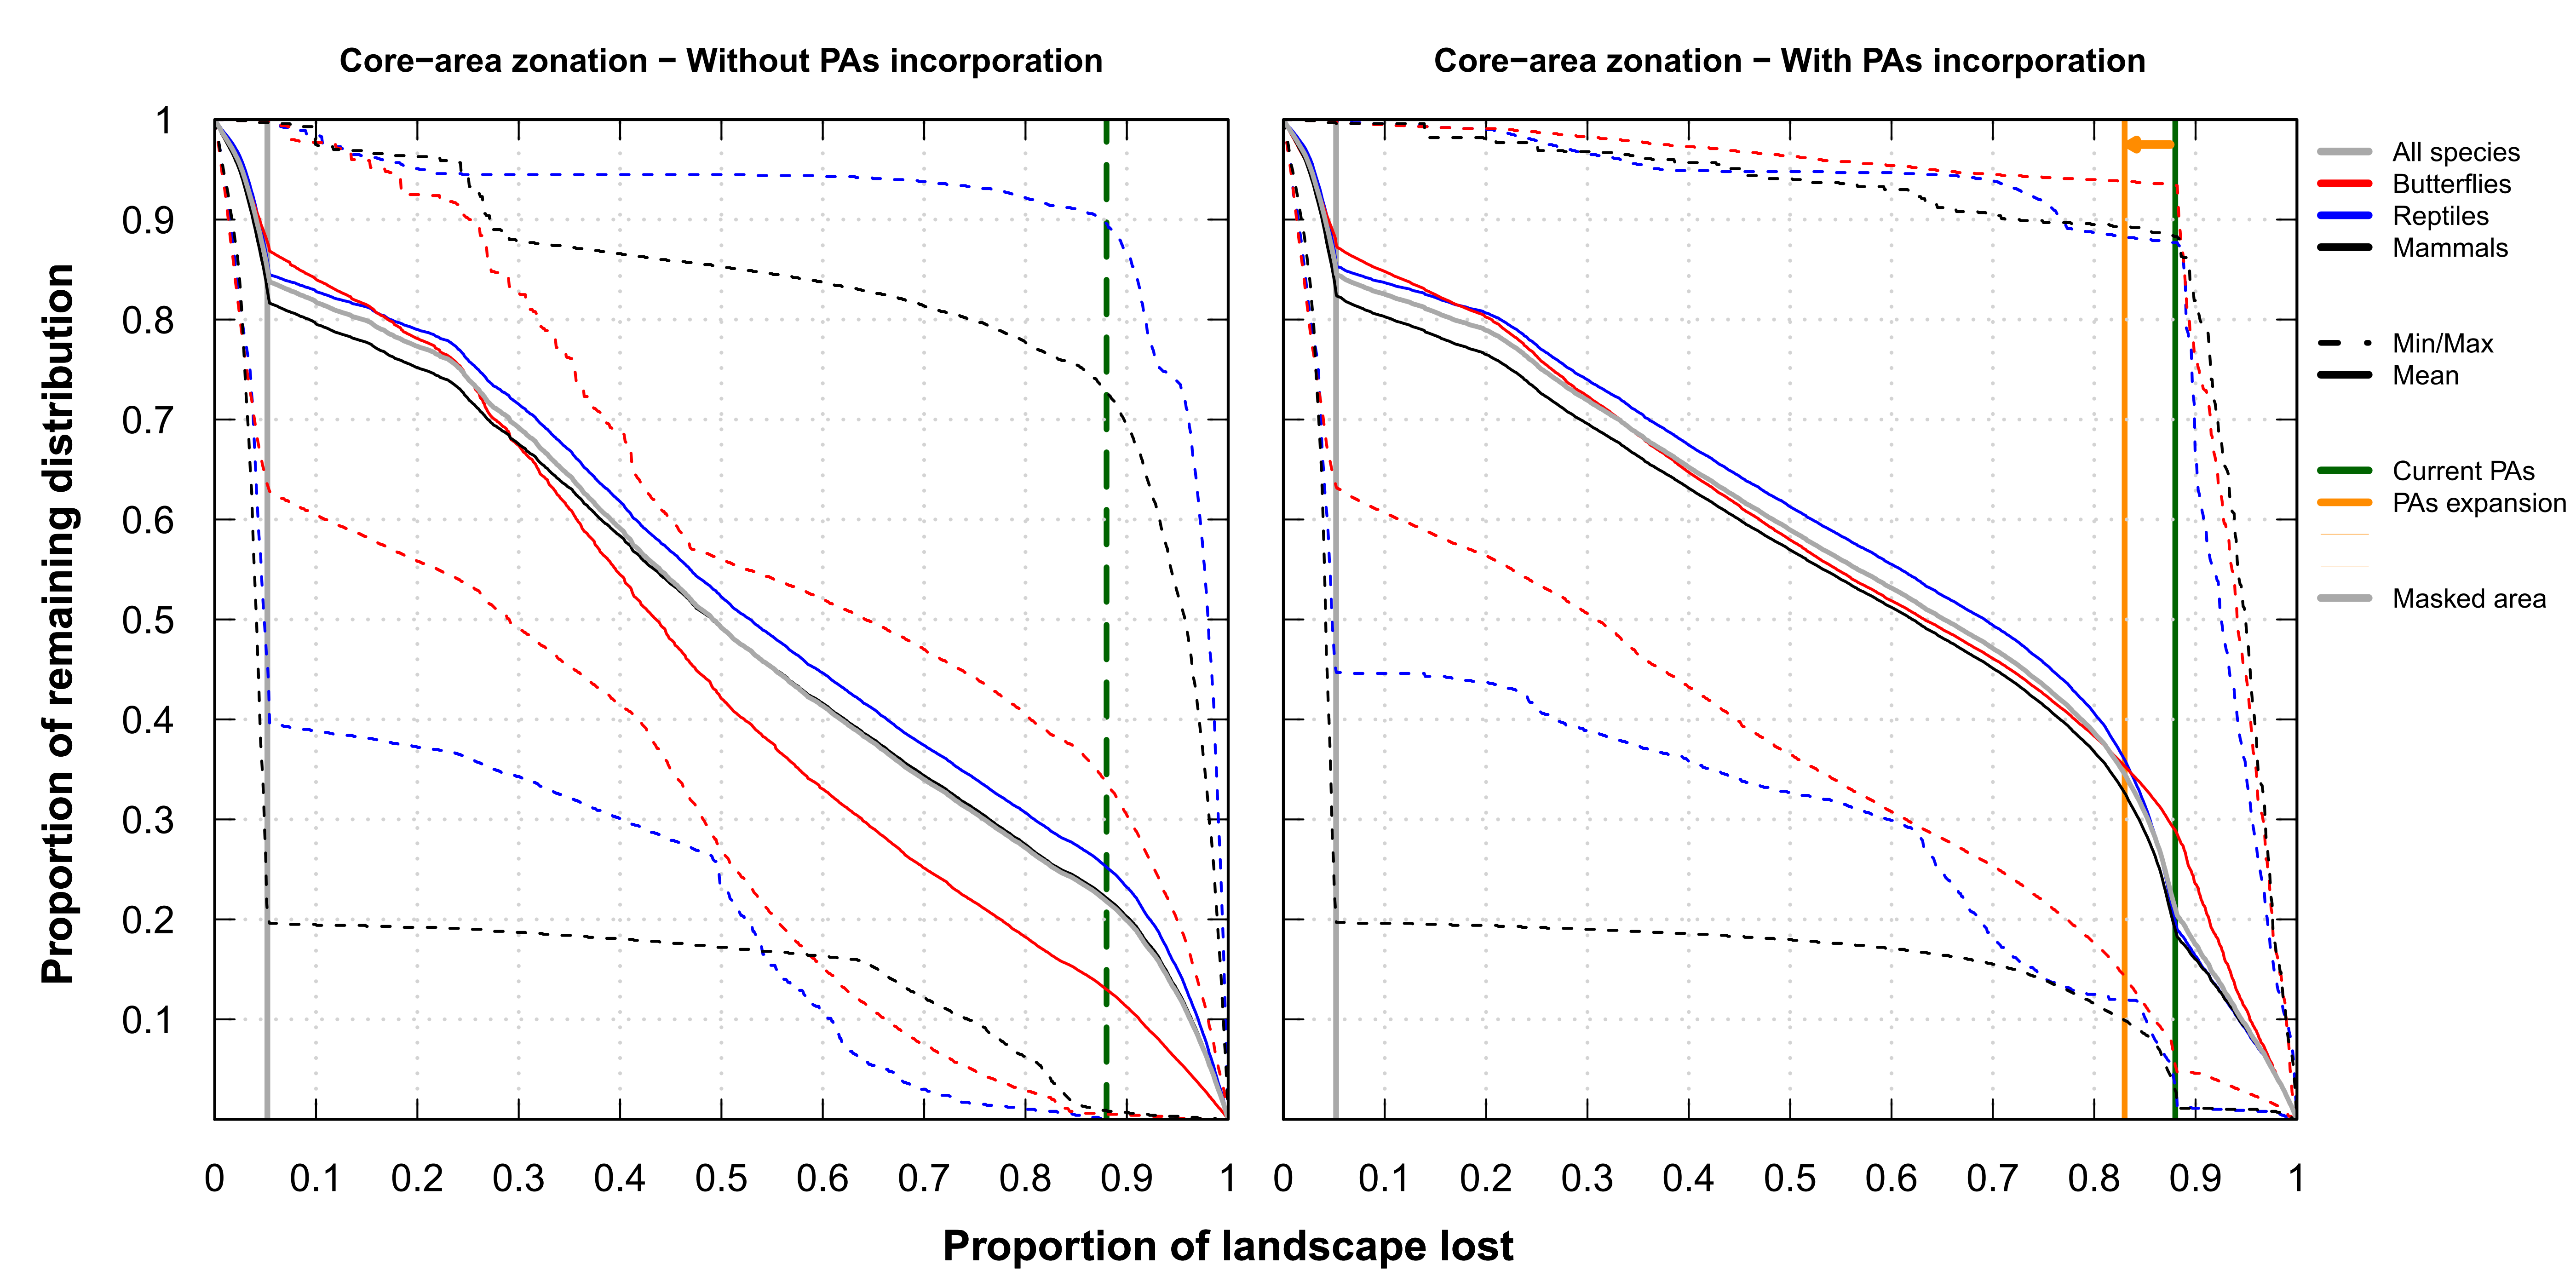 Core−area zonation − Without PAs incorporation
Core−area zonation − With PAs incorporation
Proportion of remaining distribution
1
0.9
0.8
0.7
0.6
0.5
0.4
0.3
0.2
0.1
0 0.1 0.2 0.3 0.4 0.5 0.6 0.7 0.8 0.9 1
0 0.1 0.2 0.3 0.4 0.5 0.6 0.7 0.8 0.9 1
Proportion of landscape lost
All species
Butterflies
Reptiles
Mammals
Min/Max
Mean
Current PAs
PAs expansion
Masked area